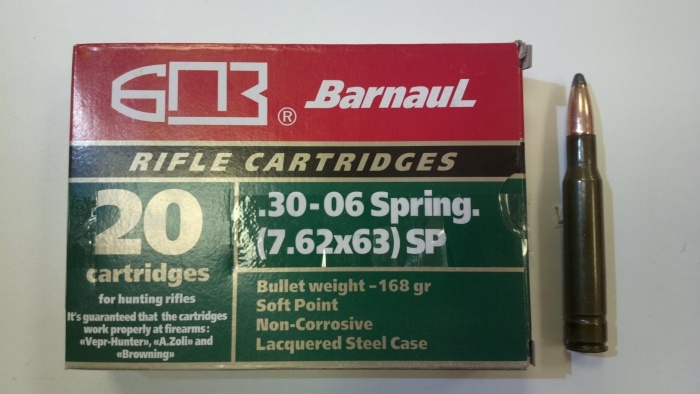 БПЗ ® BarnauL
RIFLE CARTRIDGES
20
cartridges
for hunting rifles
It's guaranteed that the cartridges
work properly at firearms:
«Vepr-Hunter», «A.Zoli» and
«Browning»
.30-06 Spring.
(7.62x63) SP
Bullet weight -168 gr
Soft Point
Non-Corrosive
Lacquered Steel Case